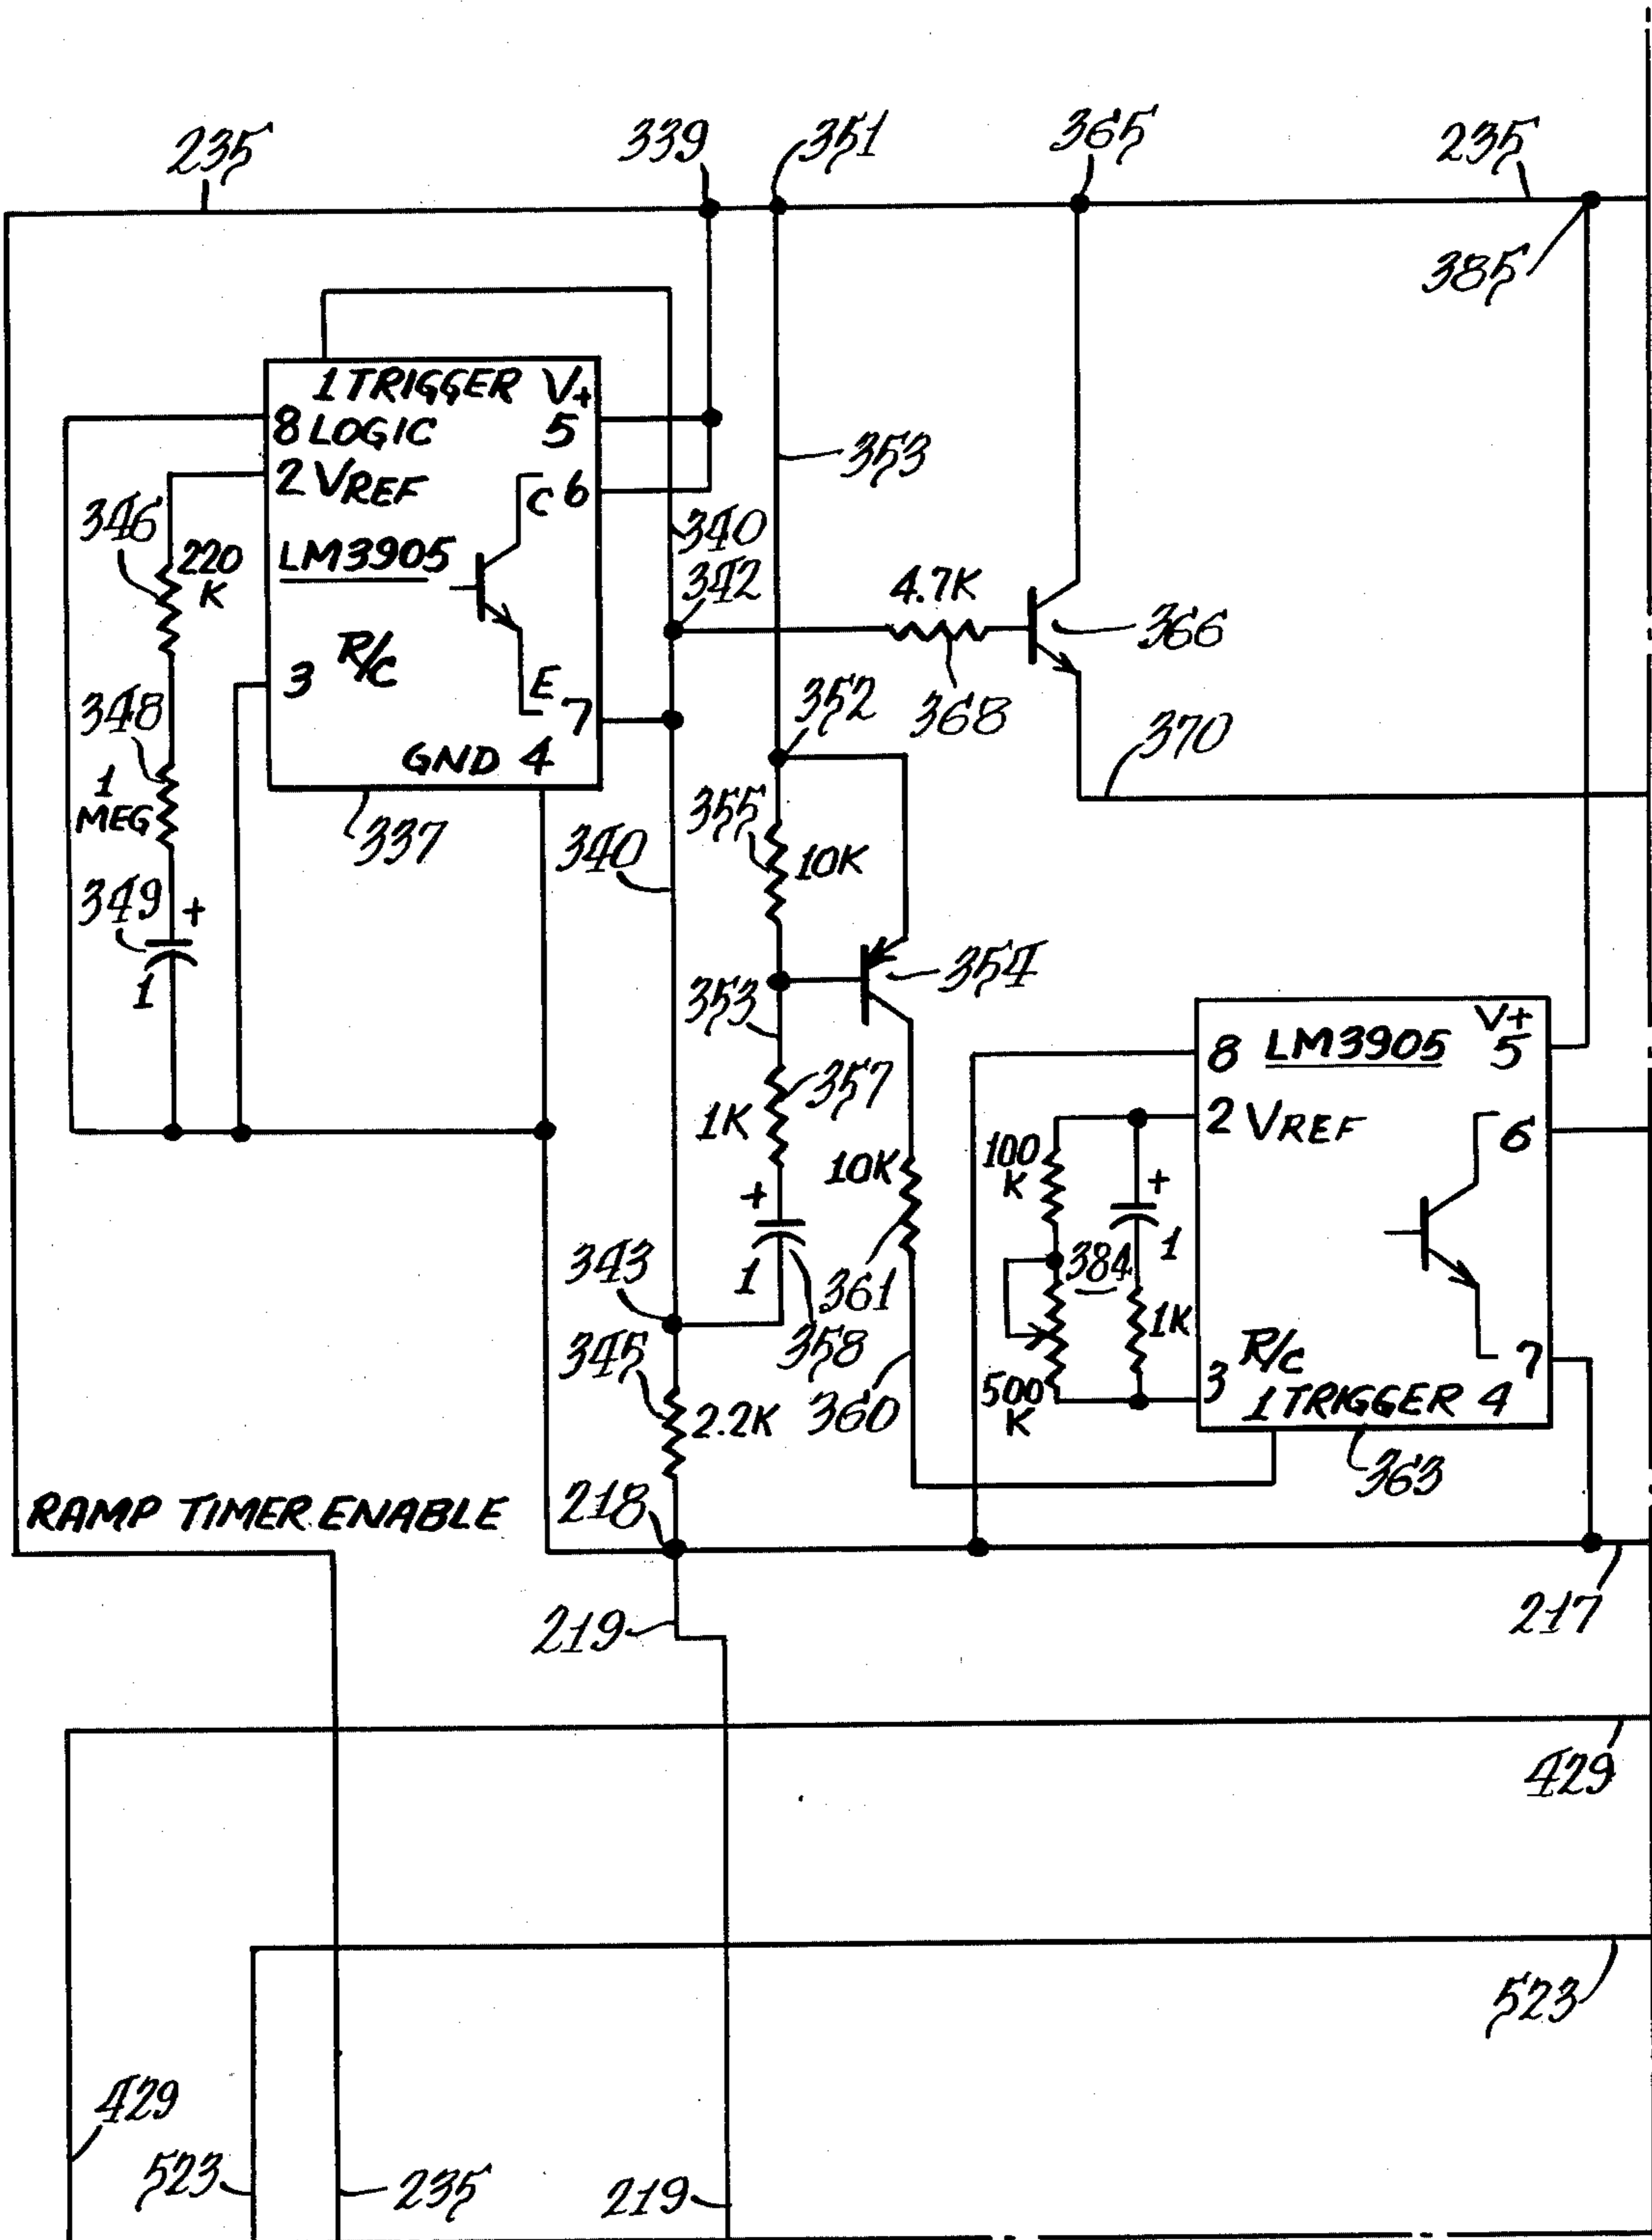 235
339
351
365
235
385
1 TRIGGER V+
8 LOGIC 5
2 VREF C 6
353
346
220
K
LM3905
340
342
4.7K
366
3 R/C E
7
348
352
368
370
1
MEG
GND 4
337
340
355
10K
349
+
1
353
354
V+
8 LM3905 5
357
1K
2 VREF 6
100
K
10K
+
1
+
1
384
343
361
1K
345
358
2.2K
360
500
K
3 R/C 7
1 TRIGGER 4
363
RAMP TIMER ENABLE
218
219
217
429
523
429
523
235
219